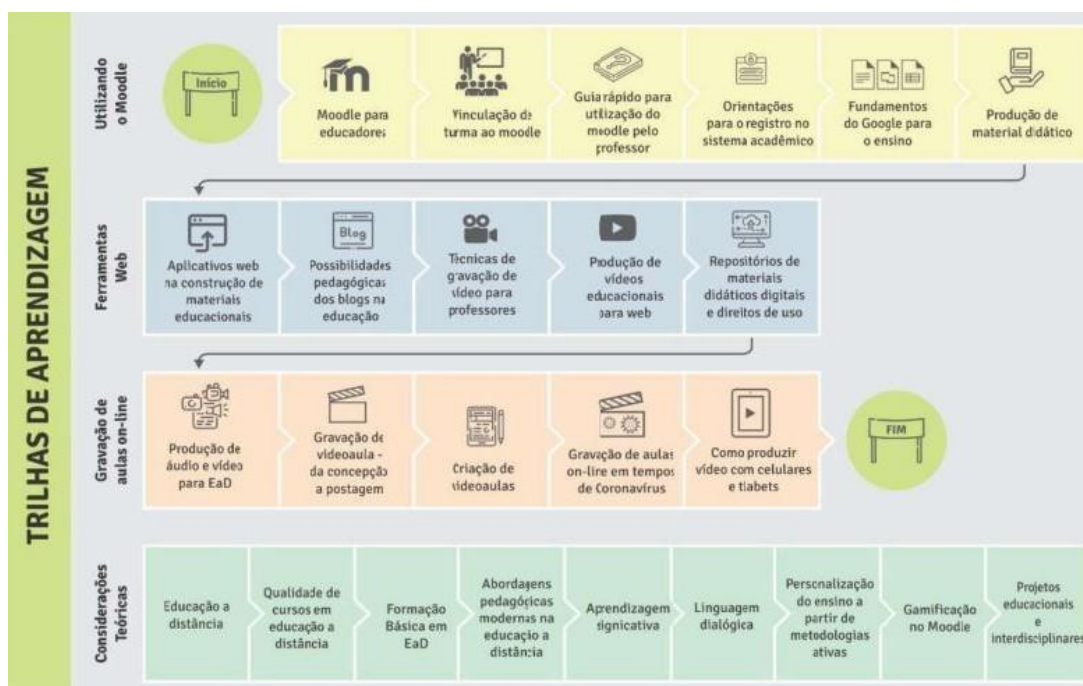 TRILHAS DE APRENDIZAGEM
Utilizando
o Moodle
Início
Moodle para
educadores
Vinculação de
turma ao moodle
Guia rápido para
utilização do
moodle pelo
professor
Orientações
para o registro no
sistema acadêmico
Fundamentos
do Google para
o ensino
Produção de
material didático
Ferramentas
Web
Aplicativos web
na construção de
materiais
educacionais
Blog
Possibilidades
pedagógicas
dos blogs na
educação
Técnicas de
gravação de
vídeo para
professores
Produção de
vídeos
educacionais
para web
Repositórios de
materiais
didáticos digitais
e direitos de uso
Gravação de
aulas on-line
Produção de
áudio e vídeo
para EaD
Gravação de
videoaula -
da concepção
a postagem
Criação de
videoaulas
Gravação de aulas
on-line em tempos
de Coronavírus
Como produzir
vídeo com celulares
e tlabets
FIM
Considerações
Teóricas
Educação a
distância
Qualidade de
cursos em
educação a
distância
Formação
Básica em
EaD
Abordagens
pedagógicas
modernas na
educação a
distância
Aprendizagem
signicativa
Linguagem
dialógica
Personalização
do ensino a
partir de
metodologias
ativas
Gamificação
no Moodle
Projetos
educacionais
e
interdisciplinares